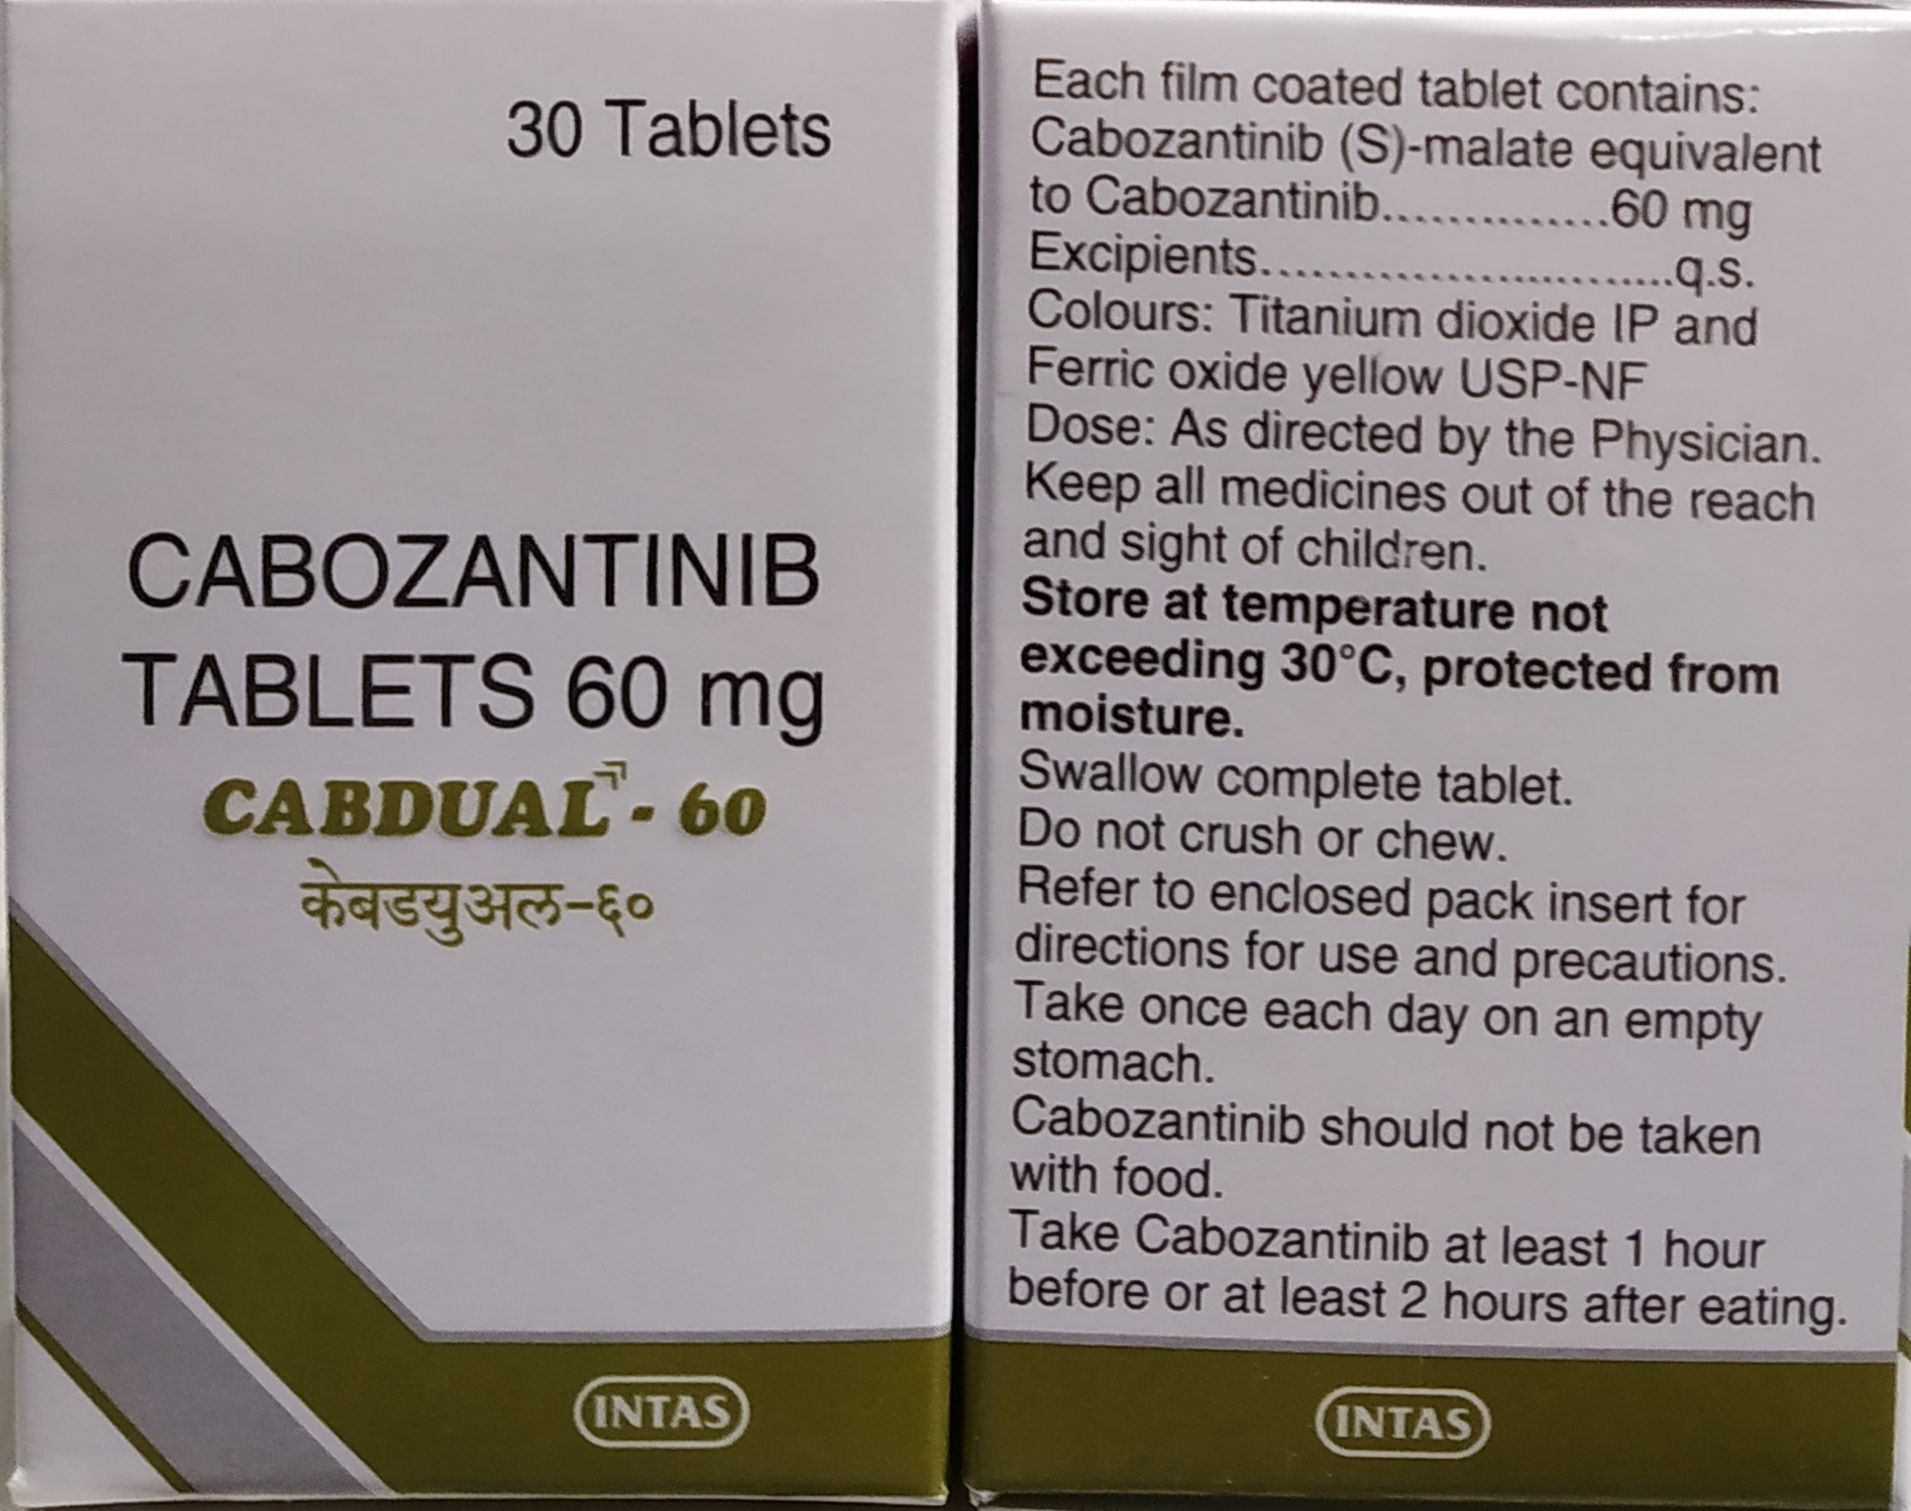 30 Tablets
CABOZANTINIB
TABLETS 60 mg
CABDUAL - 60
केबडयुअल-६०
INTAS
Each film coated tablet contains:
Cabozantinib (S)-malate equivalent
to Cabozantinib..............60 mg
Excipients.........................q.s.
Colours: Titanium dioxide IP and
Ferric oxide yellow USP-NF
Dose: As directed by the Physician.
Keep all medicines out of the reach
and sight of children.
Store at temperature not
exceeding 30°C, protected from
moisture.
Swallow complete tablet.
Do not crush or chew.
Refer to enclosed pack insert for
directions for use and precautions.
Take once each day on an empty
stomach.
Cabozantinib should not be taken
with food.
Take Cabozantinib at least 1 hour
before or at least 2 hours after eating.
INTAS